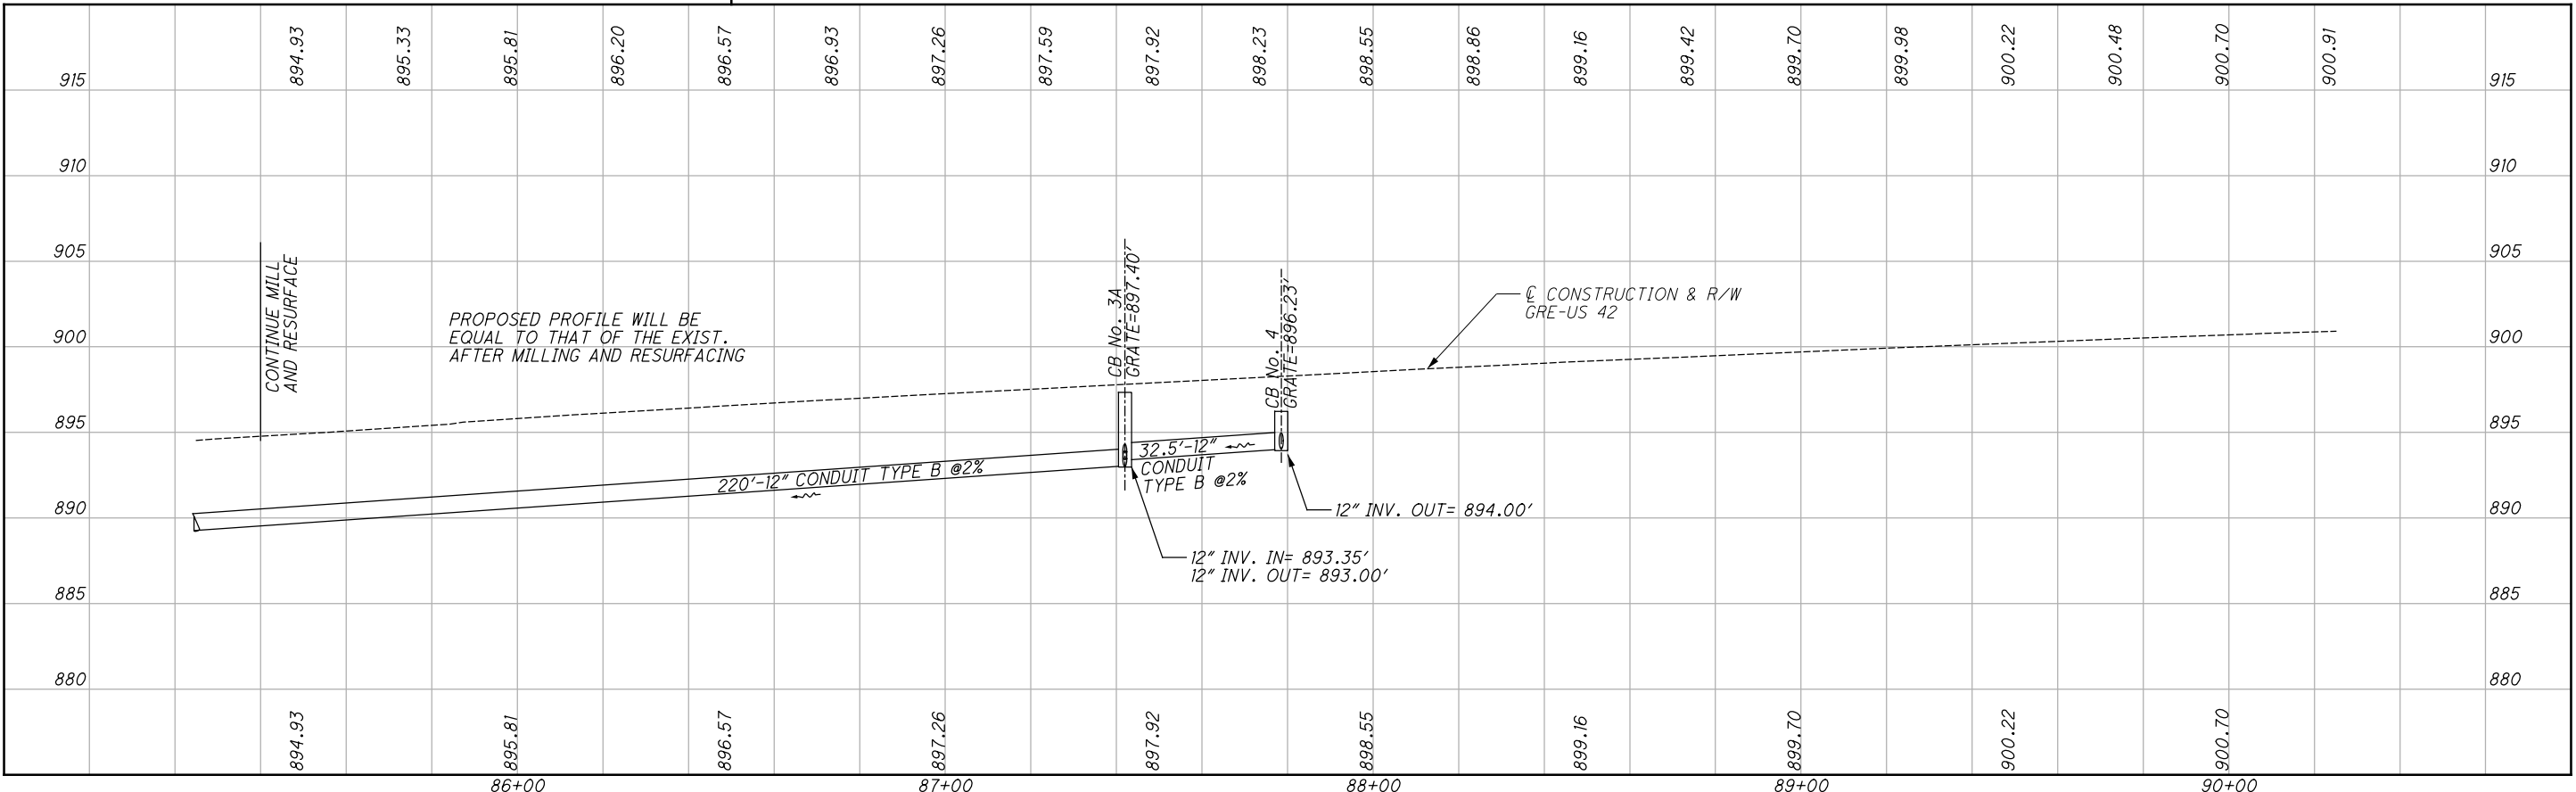 894.93 895.33 895.81 896.20 896.57 896.93 897.26 897.59 897.92 898.23 898.55 898.86 899.16 899.42 899.70 899.98 900.22 900.48 900.70 900.91
915 915
910 910
905 905
CONTINUE MILL
AND RESURFACE
PROPOSED PROFILE WILL BE
EQUAL TO THAT OF THE EXIST.
AFTER MILLING AND RESURFACING
CB No. 3A
GRATE=897.40'
CB No. 4
GRATE=896.23'
℄ CONSTRUCTION & R/W
GRE-US 42
900 900
895 895
220'-12" CONDUIT TYPE B @2%
32.5'-12"
CONDUIT
TYPE B @2%
12" INV. OUT= 894.00'
890 890
12" INV. IN= 893.35'
12" INV. OUT= 893.00'
885 885
880 880
894.93 895.81 896.57 897.26 897.92 898.55 899.16 899.70 900.22 900.70
86+00 87+00 88+00 89+00 90+00